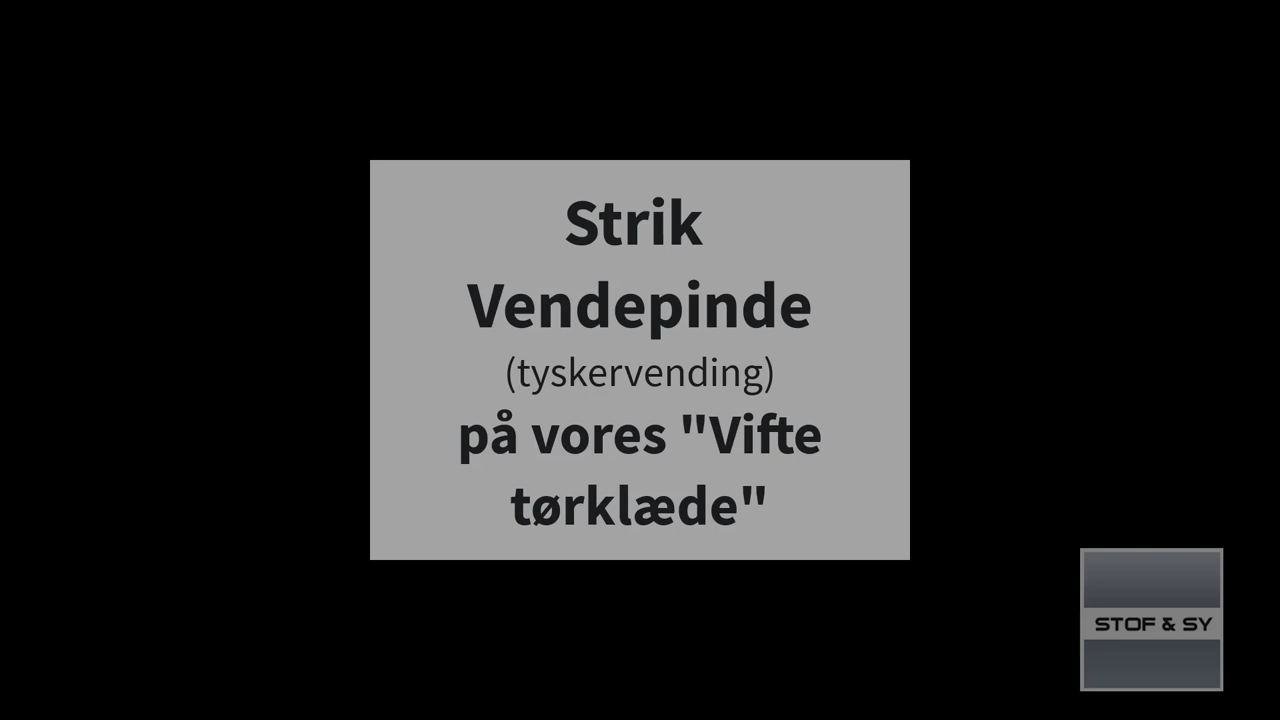 Strik
Vendepinde
(tyskervending)
på vores "Vifte
tørklæde"
STOF & SY